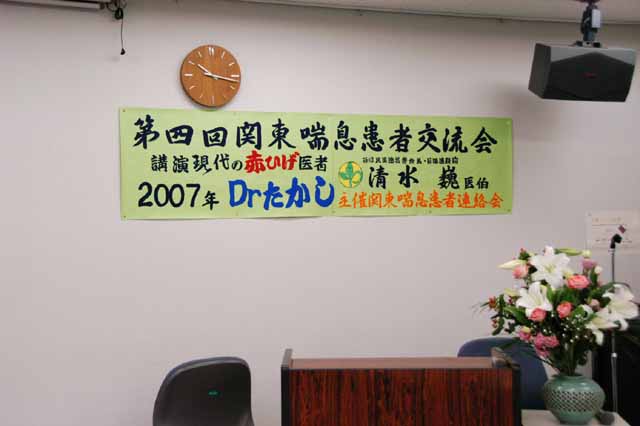 第四回関東喘息患者交流会
講演現代の赤ひげ医者
2007年 Drたかし
清水 巍 医伯
主催関東喘息患者連絡会